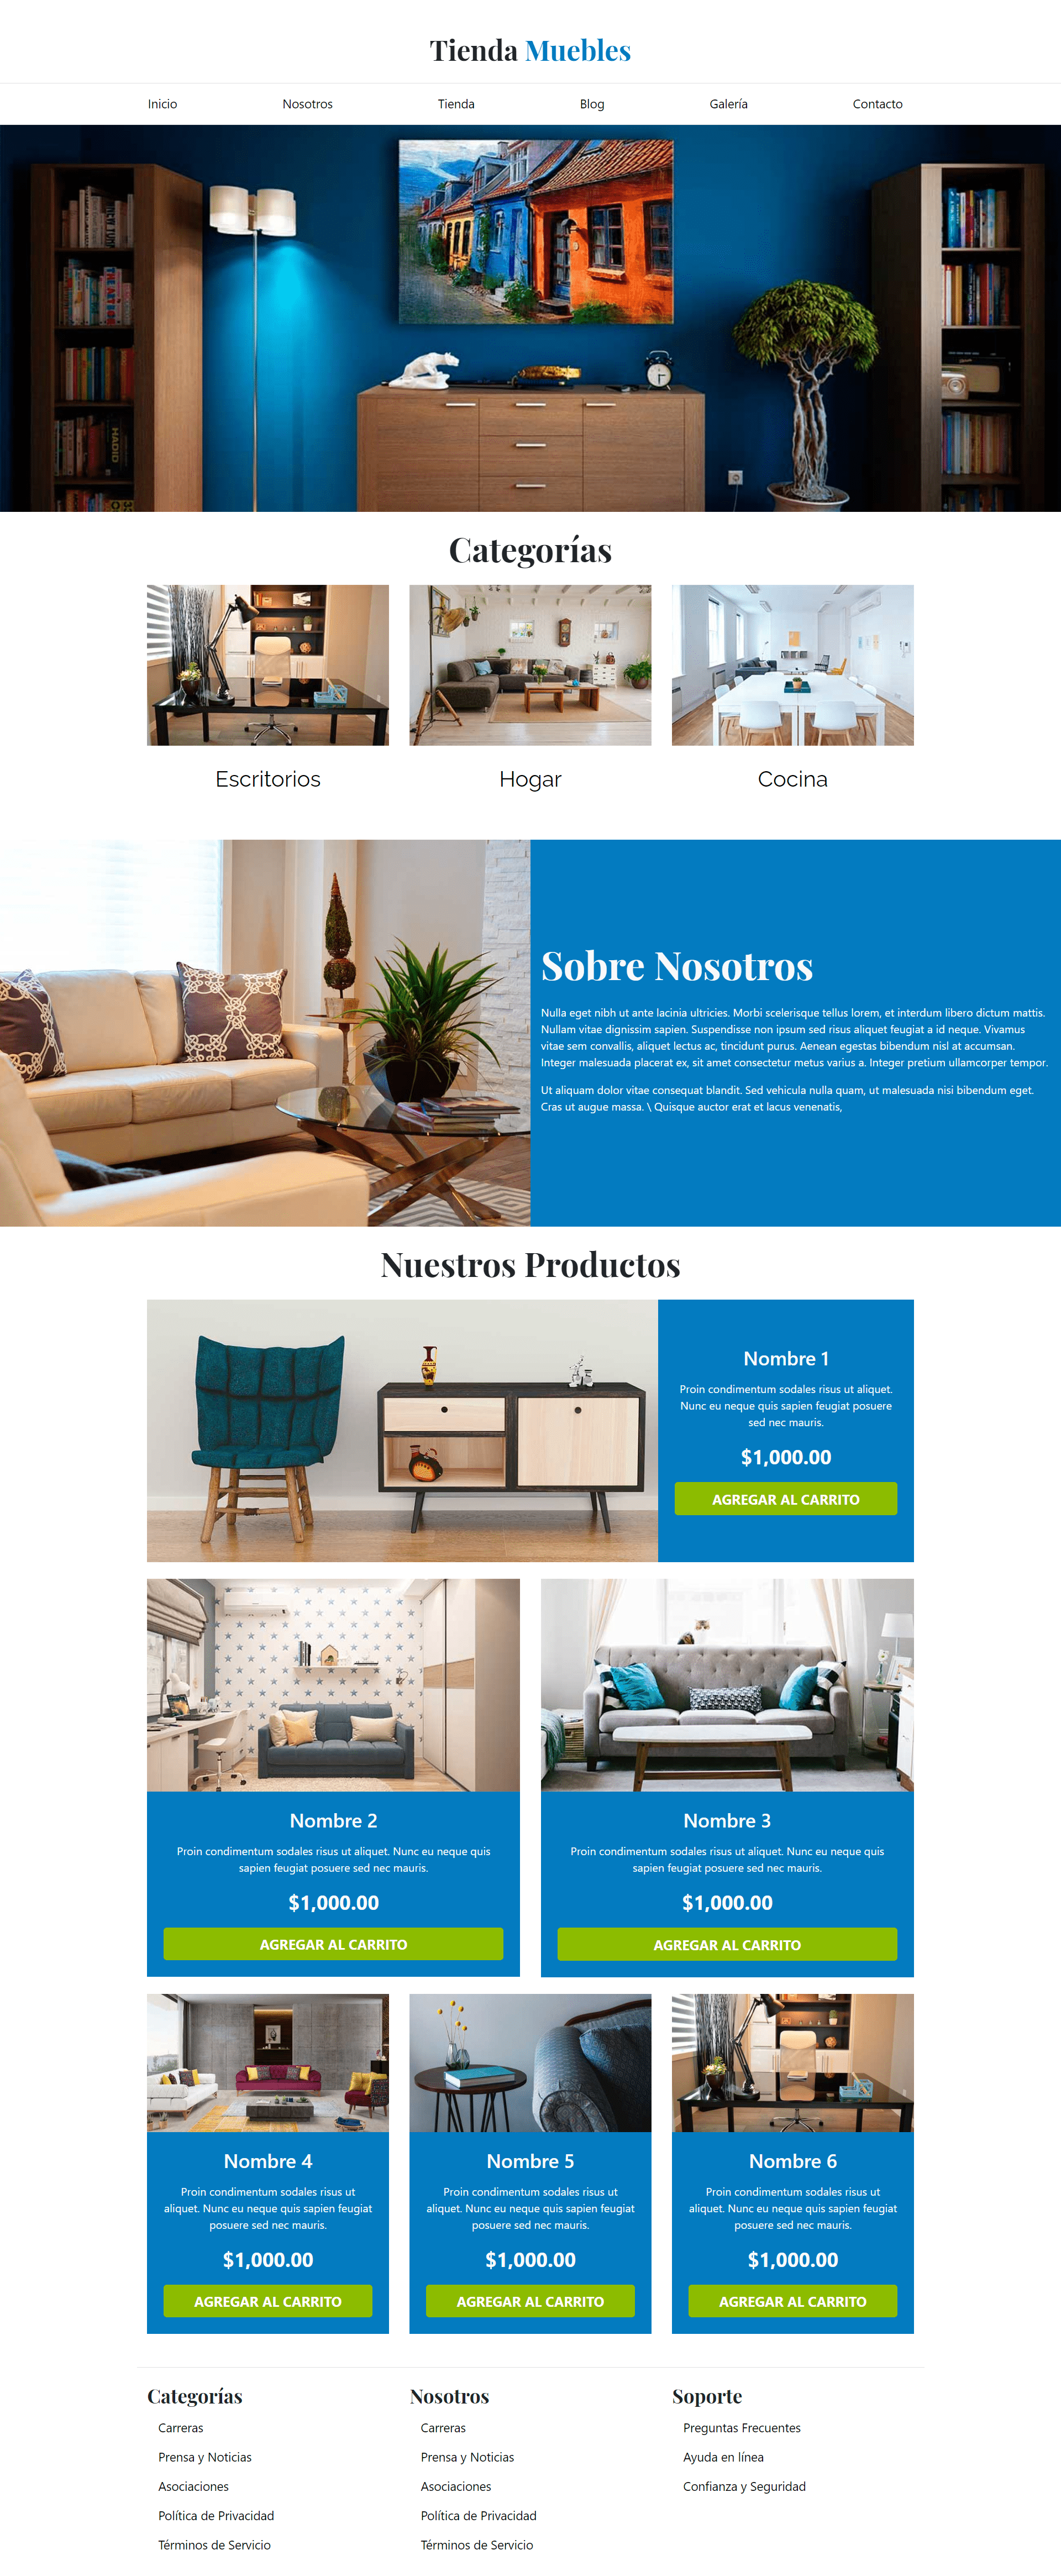 Tienda Muebles
Inicio
Nosotros
Tienda
Blog
Galería
Contacto
HADID
Categorías
Escritorios
Hogar
Cocina
Sobre Nosotros
Nulla eget nibh ut ante lacinia ultricies. Morbi scelerisque tellus lorem, et interdum libero dictum mattis.
Nullam vitae dignissim sapien. Suspendisse non ipsum sed risus aliquet feugiat a id neque. Vivamus
vitae sem convallis, aliquet lectus ac, tincidunt purus. Aenean egestas bibendum nisl at accumsan.
Integer malesuada placerat ex, sit amet consectetur metus varius a. Integer pretium ullamcorper tempor.
Ut aliquam dolor vitae consequat blandit. Sed vehicula nulla quam, ut malesuada nisi bibendum eget.
Cras ut augue massa. \ Quisque auctor erat et lacus venenatis,
Nuestros Productos
Nombre 1
Proin condimentum sodales risus ut aliquet.
Nunc eu neque quis sapien feugiat posuere
sed nec mauris.
$1,000.00
AGREGAR AL CARRITO
Nombre 2
Proin condimentum sodales risus ut aliquet. Nunc eu neque quis
sapien feugiat posuere sed nec mauris.
$1,000.00
AGREGAR AL CARRITO
Nombre 3
Proin condimentum sodales risus ut aliquet. Nunc eu neque quis
sapien feugiat posuere sed nec mauris.
$1,000.00
AGREGAR AL CARRITO
Nombre 4
Proin condimentum sodales risus ut
aliquet. Nunc eu neque quis sapien feugiat
posuere sed nec mauris.
$1,000.00
AGREGAR AL CARRITO
Nombre 5
Proin condimentum sodales risus ut
aliquet. Nunc eu neque quis sapien feugiat
posuere sed nec mauris.
$1,000.00
AGREGAR AL CARRITO
Nombre 6
Proin condimentum sodales risus ut
aliquet. Nunc eu neque quis sapien feugiat
posuere sed nec mauris.
$1,000.00
AGREGAR AL CARRITO
Categorías
Carreras
Prensa y Noticias
Asociaciones
Política de Privacidad
Términos de Servicio
Nosotros
Carreras
Prensa y Noticias
Asociaciones
Política de Privacidad
Términos de Servicio
Soporte
Preguntas Frecuentes
Ayuda en línea
Confianza y Seguridad